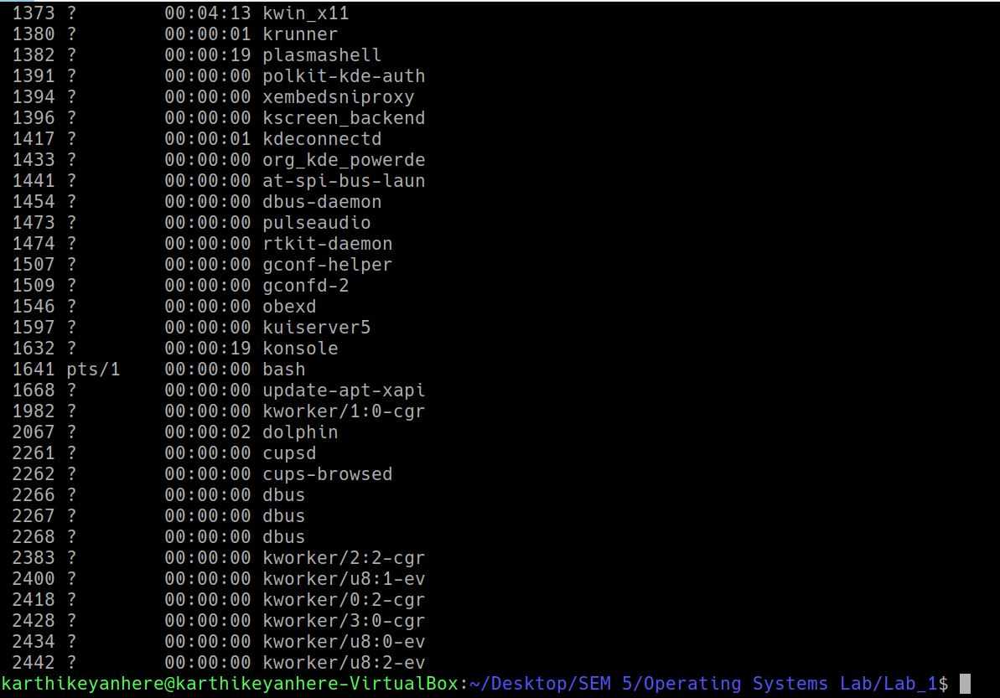 1373 ? 00:04:13 kwin_x11
1380 ? 00:00:01 krunner
1382 ? 00:00:19 plasmashell
1391 ? 00:00:00 polkit-kde-auth
1394 ? 00:00:00 xembedsniproxy
1396 ? 00:00:00 kscreen_backend
1417 ? 00:00:01 kdeconnectd
1433 ? 00:00:00 org_kde_powerde
1441 ? 00:00:00 at-spi-bus-laun
1454 ? 00:00:00 dbus-daemon
1473 ? 00:00:00 pulseaudio
1474 ? 00:00:00 rtkit-daemon
1507 ? 00:00:00 gconf-helper
1509 ? 00:00:00 gconfd-2
1546 ? 00:00:00 obexd
1597 ? 00:00:00 kuiserver5
1632 ? 00:00:19 konsole
1641 pts/1 00:00:00 bash
1668 ? 00:00:00 update-apt-xapi
1982 ? 00:00:00 kworker/1:0-cgr
2067 ? 00:00:02 dolphin
2261 ? 00:00:00 cupsd
2262 ? 00:00:00 cups-browsed
2266 ? 00:00:00 dbus
2267 ? 00:00:00 dbus
2268 ? 00:00:00 dbus
2383 ? 00:00:00 kworker/2:2-cgr
2400 ? 00:00:00 kworker/u8:1-ev
2418 ? 00:00:00 kworker/0:2-cgr
2428 ? 00:00:00 kworker/3:0-cgr
2434 ? 00:00:00 kworker/u8:0-ev
2442 ? 00:00:00 kworker/u8:2-ev
karthikeyanhere@karthikeyanhere-VirtualBox:~/Desktop/SEM 5/Operating Systems Lab/Lab_1$